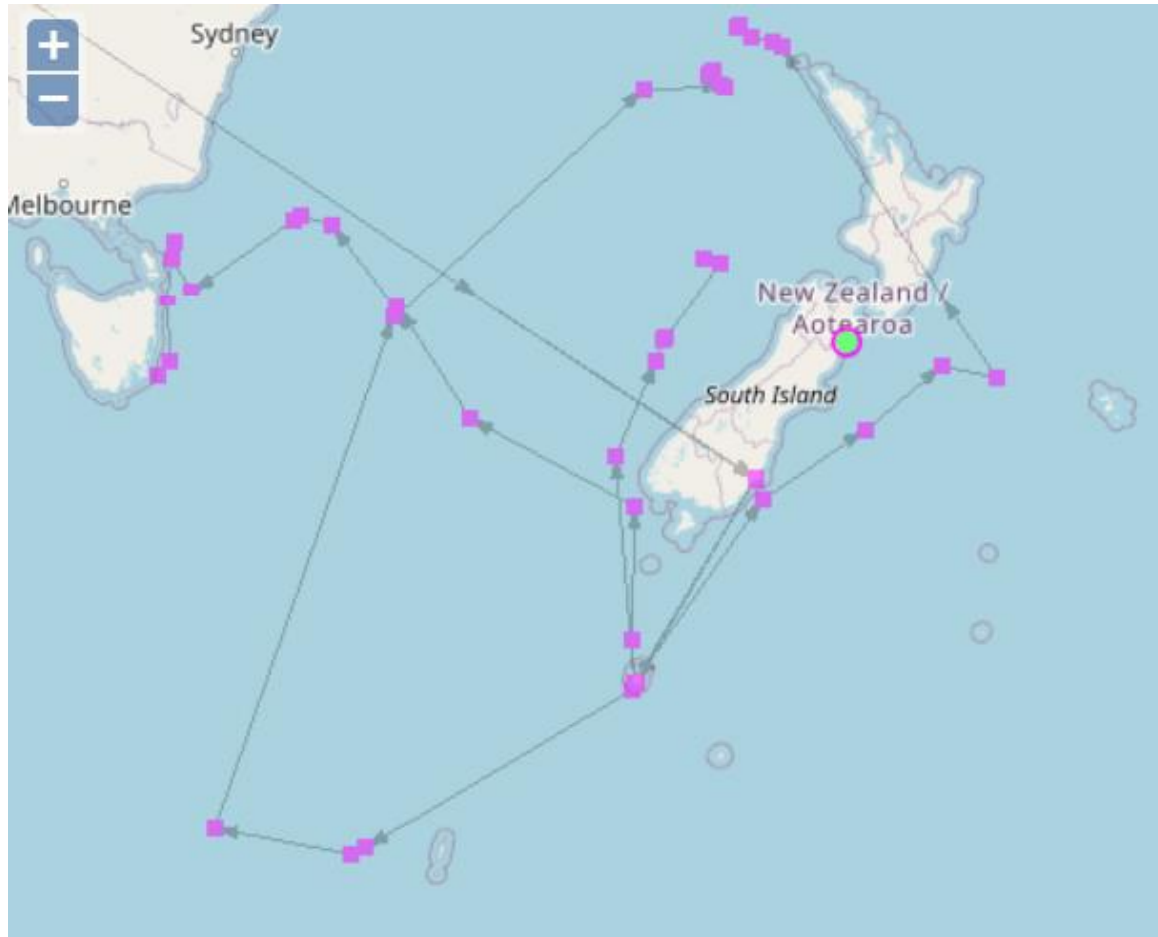 +
Sydney
–
Melbourne
New Zealand /
Aotearoa
South Island